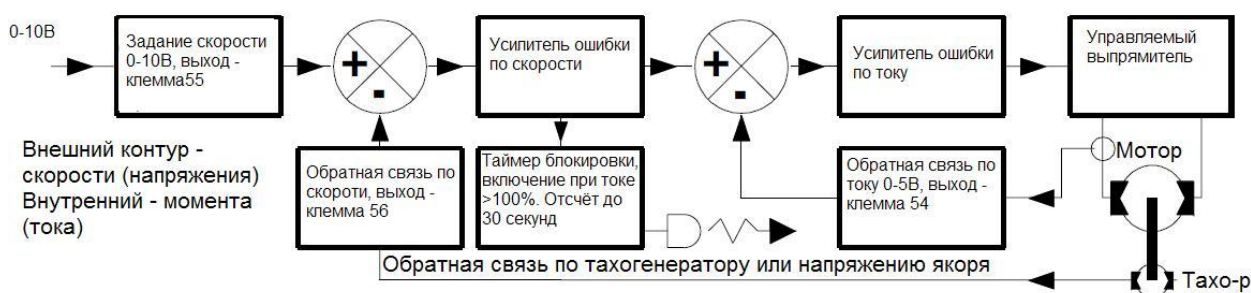 0-10В
Задание скорости
0-10В, выход -
клемма55
Усилитель ошибки
по скорости
Усилитель ошибки
по току
Управляемый
выпрямитель
+
-
+
-
Внешний контур -
скорости (напряжения)
Внутренний - момента
(тока)
Обратная связь по
скороти, выход -
клемма 56
Таймер блокировки,
включение при токе
>100%. Отсчёт до
30 секунд
Обратная связь по
току 0-5В, выход -
клемма 54
Мотор
Обратная связь по тахогенератору или напряжению якоря
Тахо-р